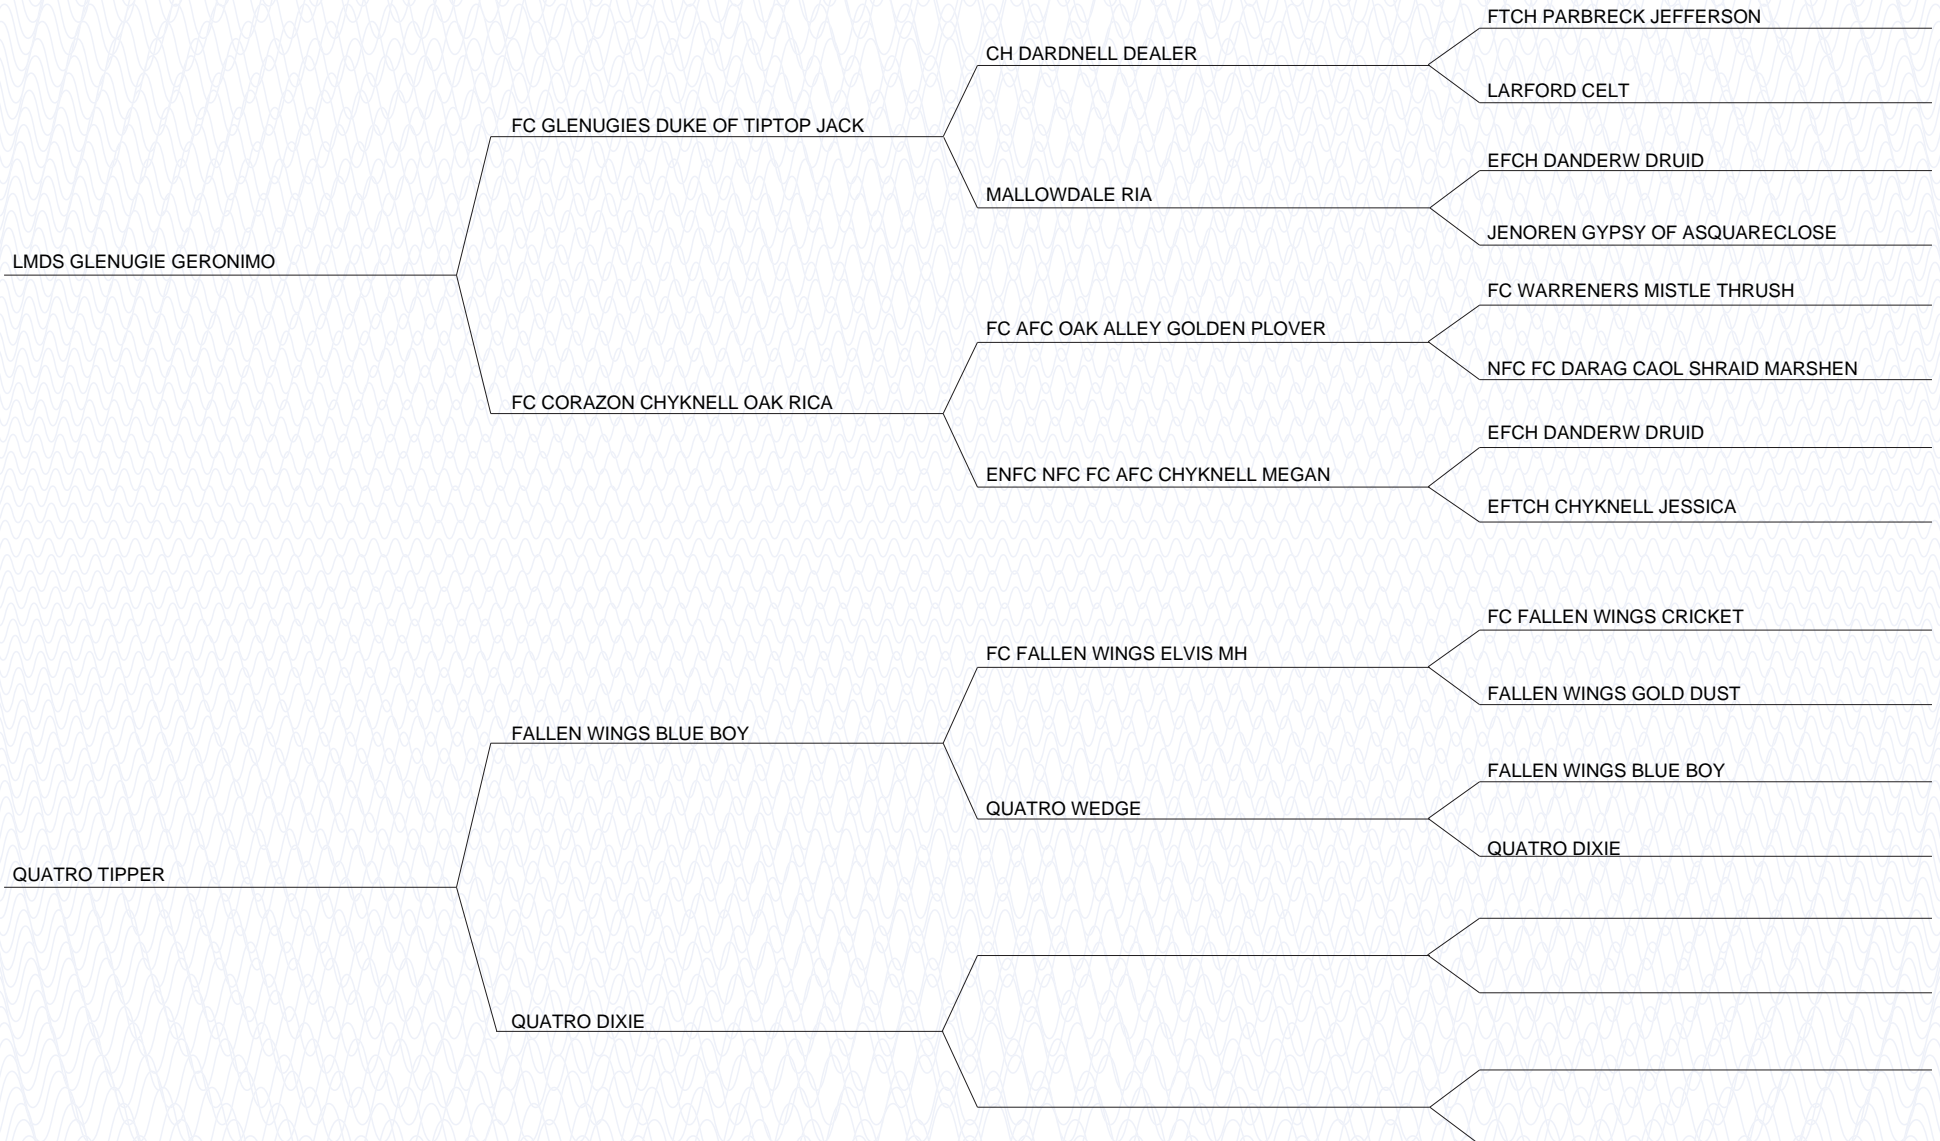 FTCH PARBRECK JEFFERSON
CH DARDNELL DEALER
LARFORD CELT
FC GLENUGIES DUKE OF TIPTOP JACK
EFCH DANDERW DRUID
MALLOWDALE RIA
JENOREN GYPSY OF ASQUARECLOSE
LMDS GLENUGIE GERONIMO
FC WARRENERS MISTLE THRUSH
FC AFC OAK ALLEY GOLDEN PLOVER
NFC FC DARAG CAOL SHRAID MARSHEN
FC CORAZON CHYKNELL OAK RICA
EFCH DANDERW DRUID
ENFC NFC FC AFC CHYKNELL MEGAN
EFTCH CHYKNELL JESSICA
FC FALLEN WINGS CRICKET
FC FALLEN WINGS ELVIS MH
FALLEN WINGS GOLD DUST
FALLEN WINGS BLUE BOY
FALLEN WINGS BLUE BOY
QUATRO WEDGE
QUATRO DIXIE
QUATRO TIPPER
QUATRO DIXIE